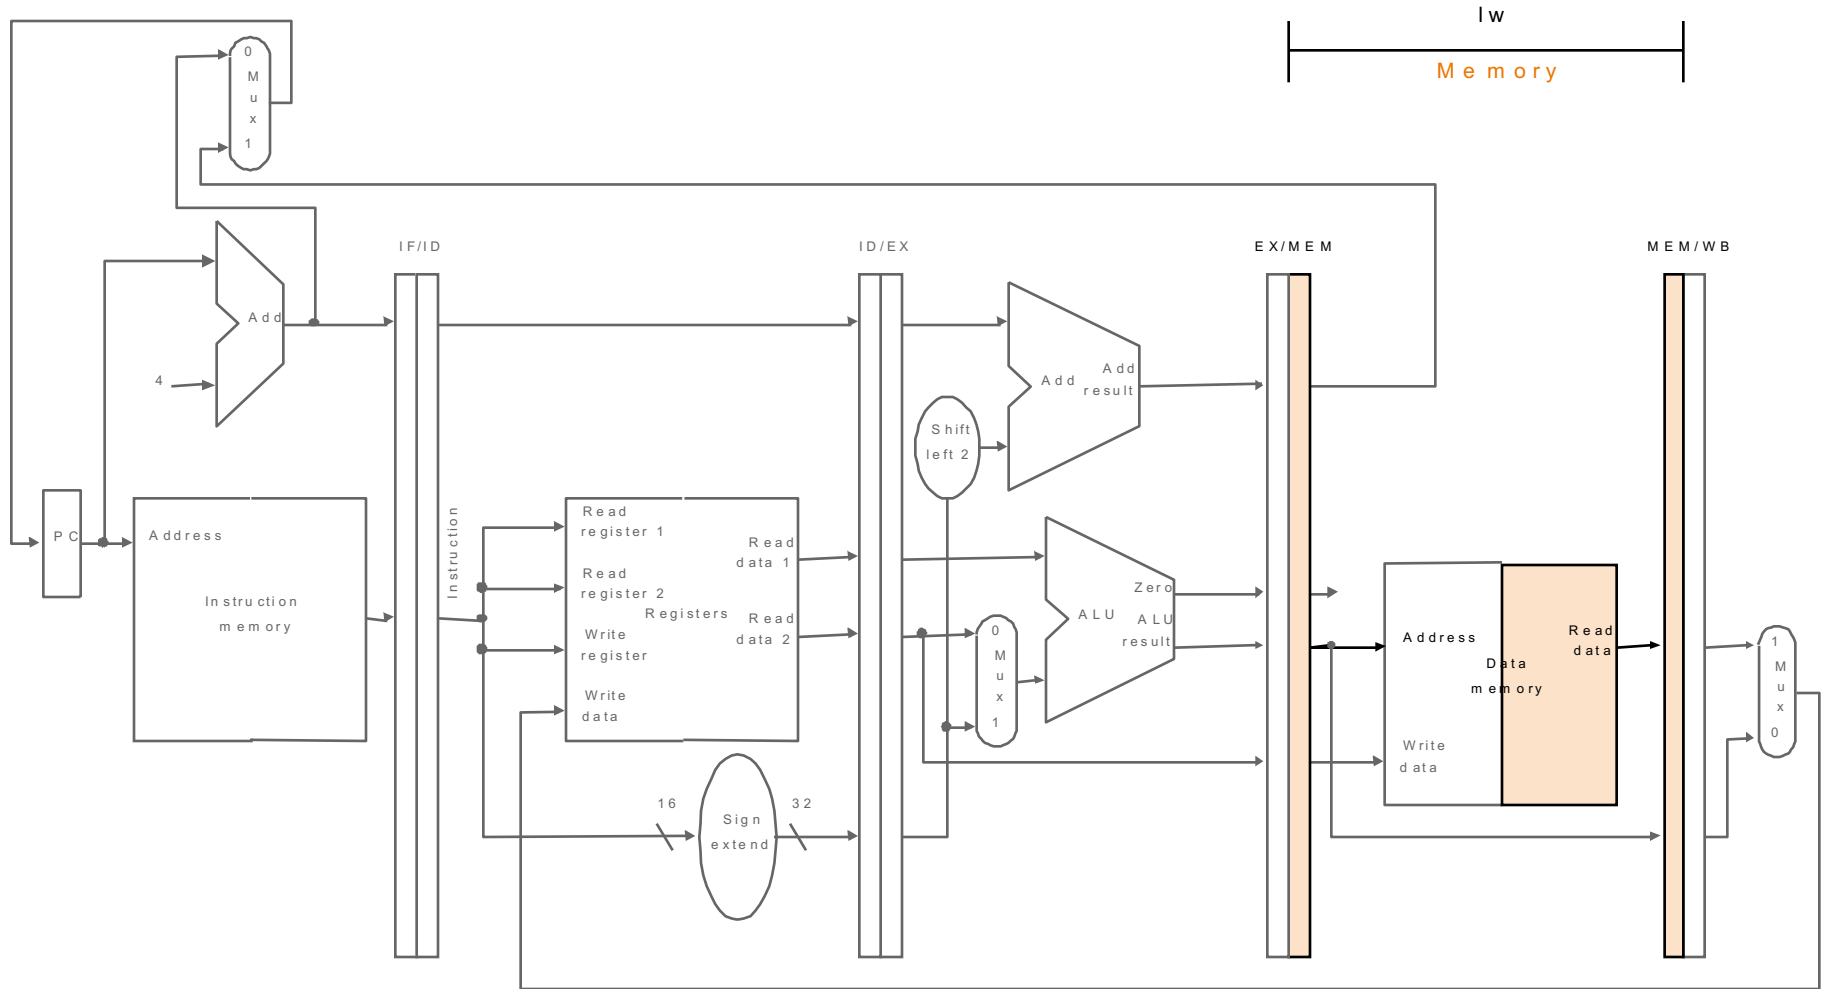 lw
Memory
0
M
u
x
1
IF/ID
ID/EX
EX/MEM
MEM/WB
Add
4
Add
Add
result
Shift
left 2
PC
Address
Instruction
memory
Instruction
Read
register 1
Read
register 2
Write
register
Write
data
Registers
Read
data 1
Read
data 2
0
M
u
x
1
Zero
ALU
ALU
result
Address
Data
memory
Read
data
Write
data
1
M
u
x
0
16
Sign
extend
32